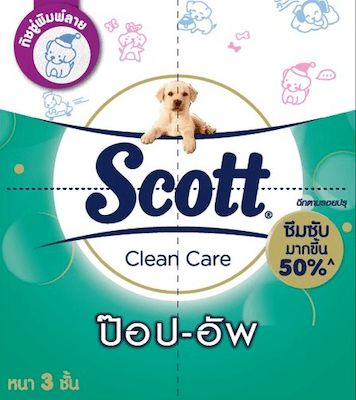 ทิชชู่พิมพ์ลาย
Scott®
Clean Care
ฉีกตามรอยปรุ
ซึมซับ
มากขึ้น
50%^
ป๊อป-อัพ
หนา 3 ชั้น